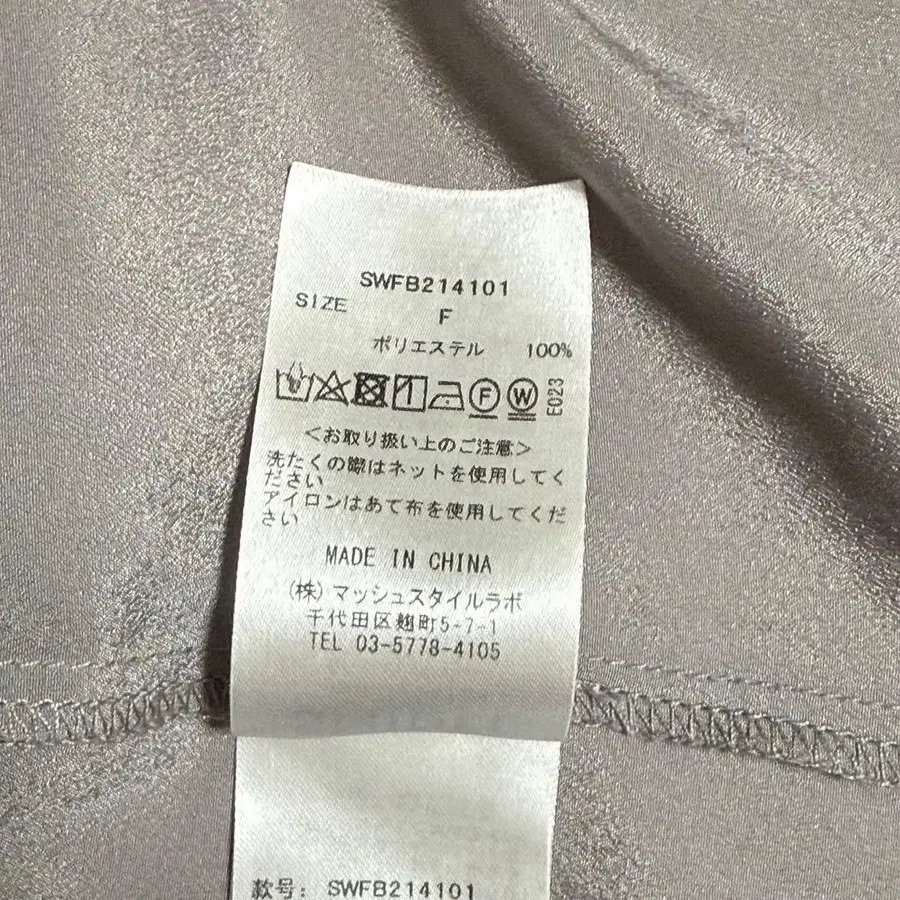 SWFB214101
SIZE F
ポリエステル 100%
F W E023
<お取り扱い上のご注意>
洗たくの際はネットを使用してく
ださい
アイロンはあて布を使用してくだ
さい
MADE IN CHINA
(株)マッシュスタイルラボ
千代田区麹町5-7-1
TEL 03-5778-4105
款号: SWFB214101